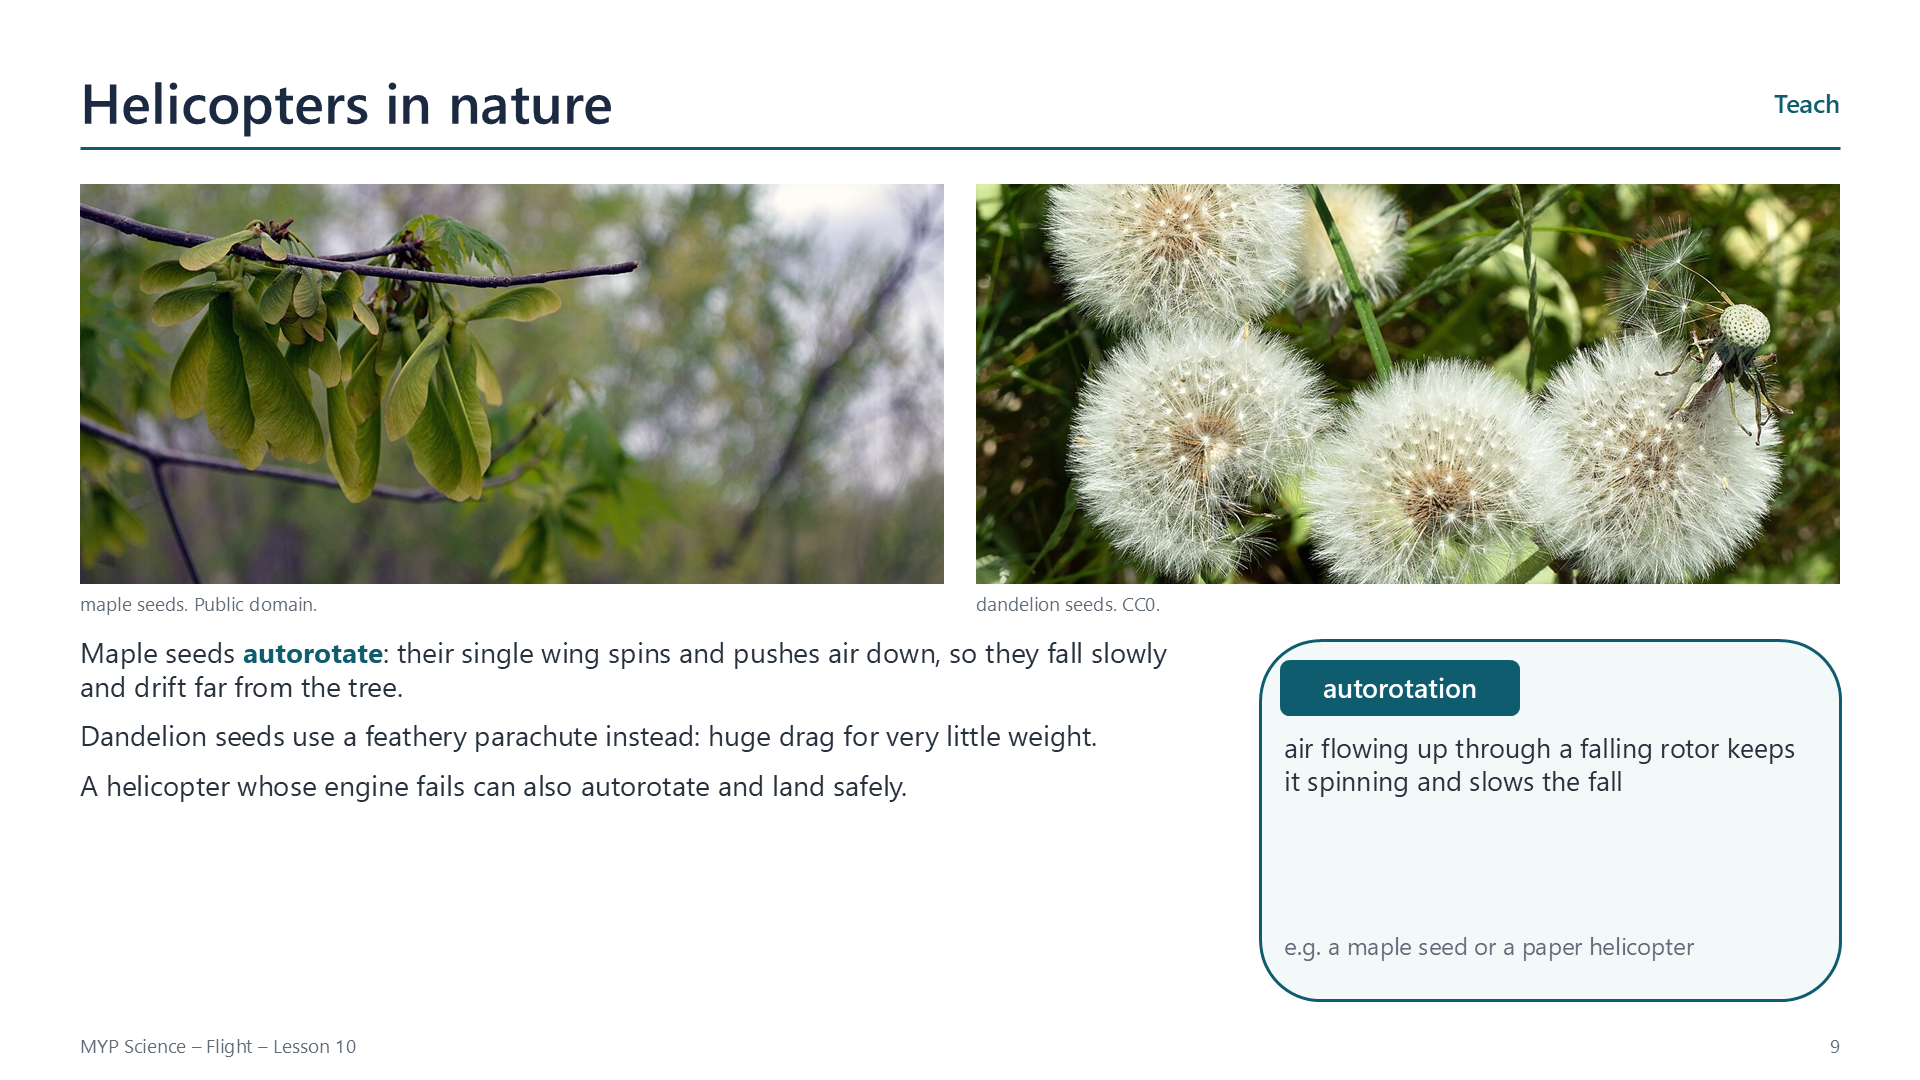 Helicopters in nature
Teach
maple seeds. Public domain.
dandelion seeds. CC0.
Maple seeds autorotate: their single wing spins and pushes air down, so they fall slowly
and drift far from the tree.
Dandelion seeds use a feathery parachute instead: huge drag for very little weight.
A helicopter whose engine fails can also autorotate and land safely.
autorotation
air flowing up through a falling rotor keeps
it spinning and slows the fall
e.g. a maple seed or a paper helicopter
MYP Science – Flight – Lesson 10
9